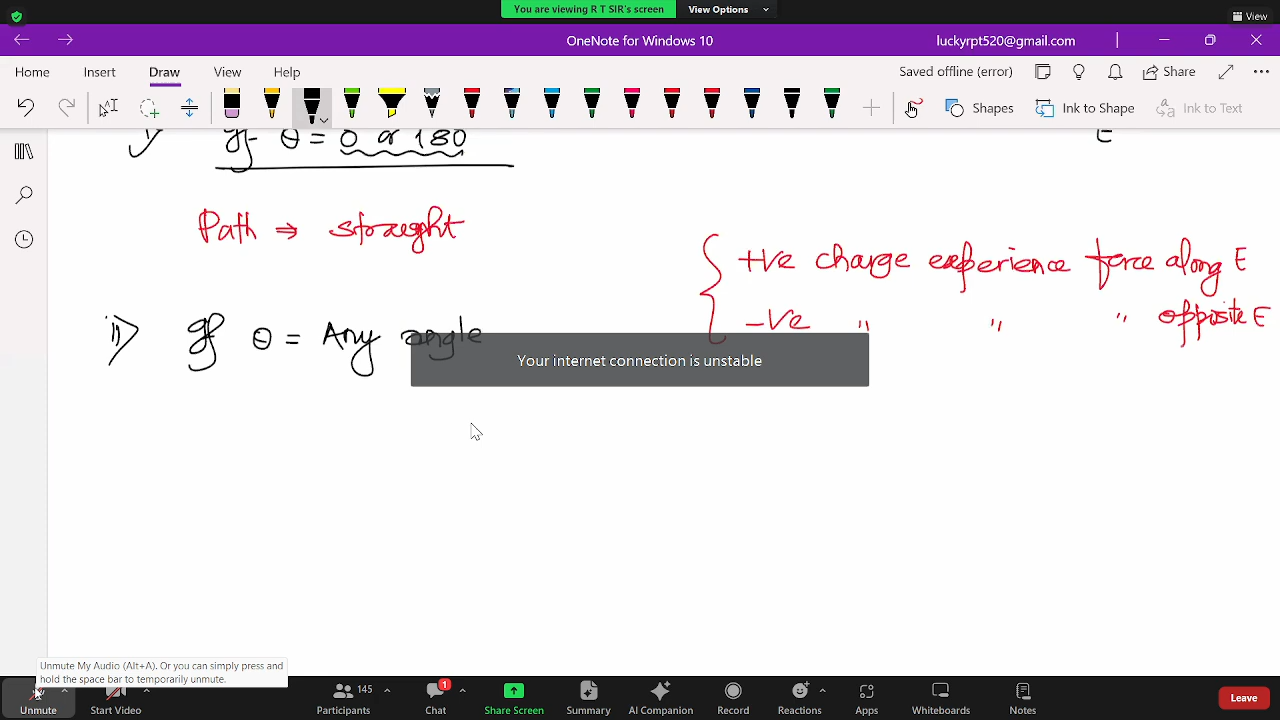 You are viewing R T SIR's screen
View Options
View
OneNote for Windows 10
luckyrpt520@gmail.com
Home
Insert
Draw
View
Help
Saved offline (error)
Share
Shapes
Ink to Shape
Ink to Text
i) If θ = 0 or 180
E
Path ⇒ straight
+ve charge experience force along E
-ve " " " opposite E
ii) If θ = Any angle
Your internet connection is unstable
Unmute My Audio (Alt+A). Or you can simply press and
hold the space bar to temporarily unmute.
Unmute
Start Video
145
Participants
1
Chat
Share Screen
Summary
AI Companion
Record
Reactions
Apps
Whiteboards
Notes
Leave